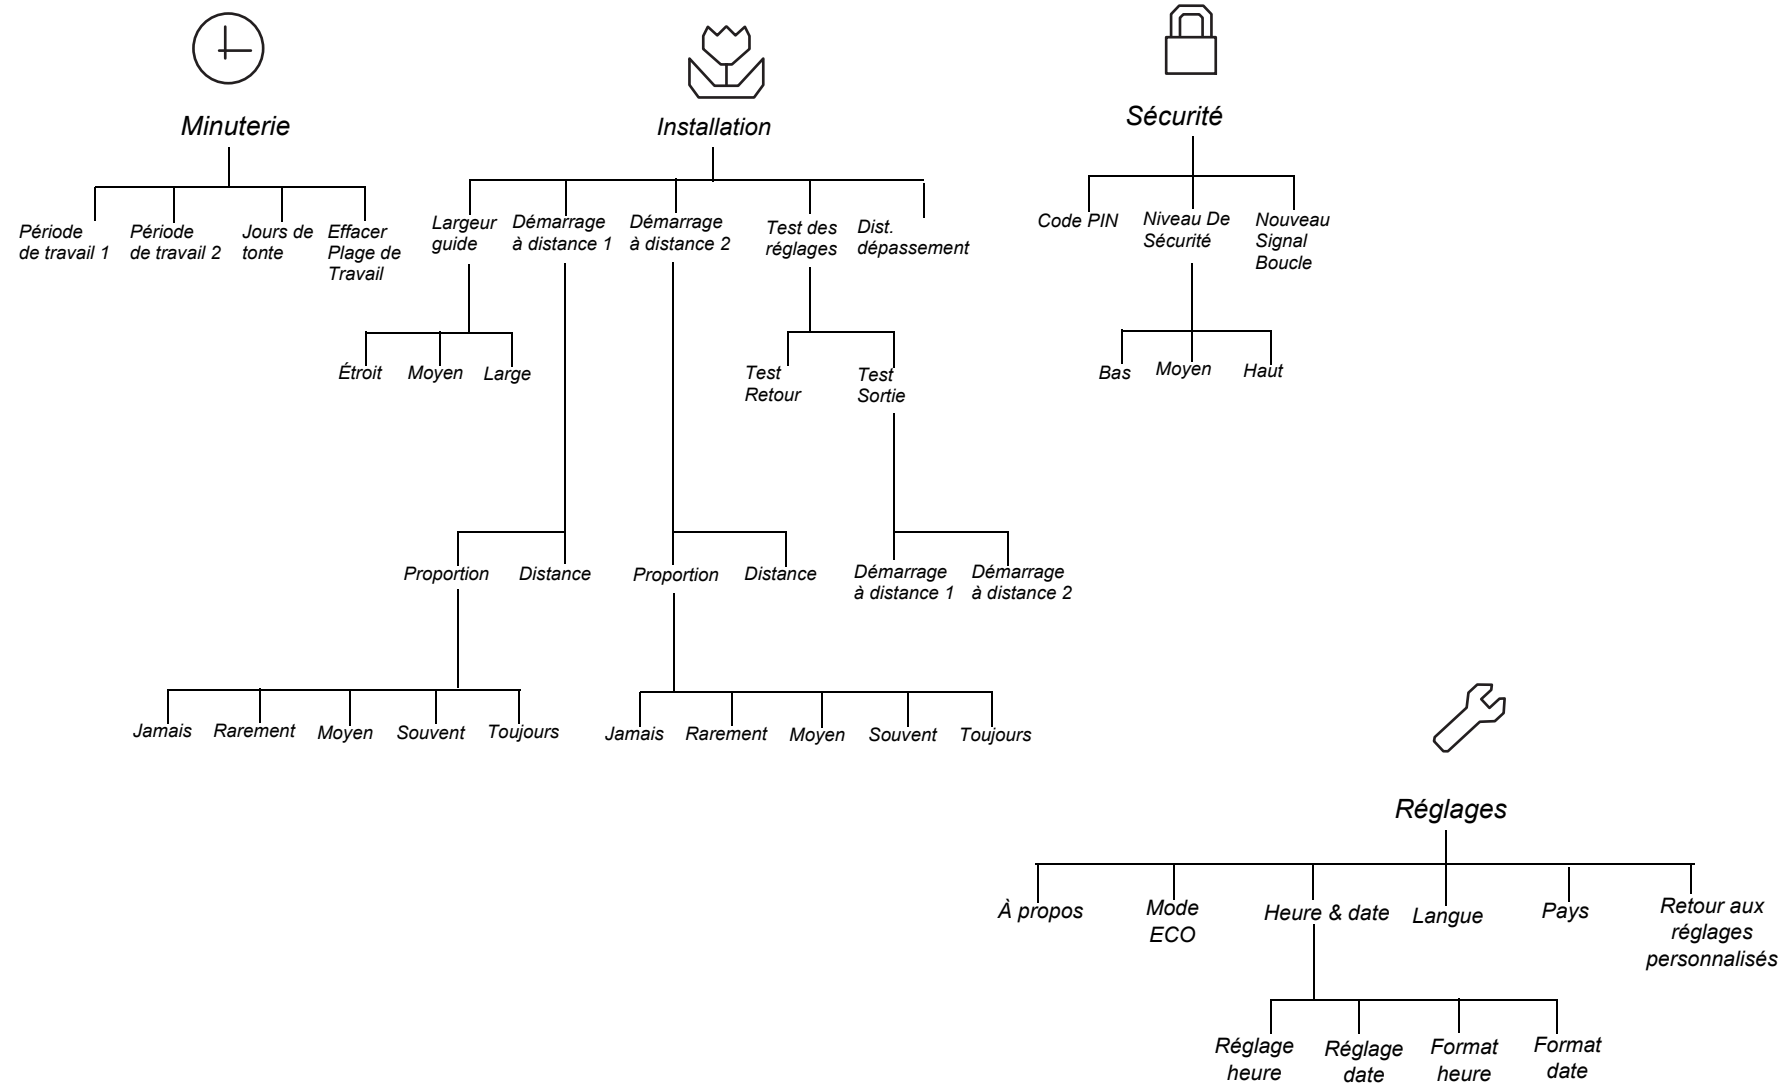 Minuterie
Période
de travail 1
Période
de travail 2
Jours de
tonte
Effacer
Plage de
Travail
Installation
Largeur
guide
Démarrage
à distance 1
Démarrage
à distance 2
Test des
réglages
Dist.
dépassement
Étroit
Moyen
Large
Test
Retour
Test
Sortie
Proportion
Distance
Proportion
Distance
Démarrage
à distance 1
Démarrage
à distance 2
Jamais
Rarement
Moyen
Souvent
Toujours
Jamais
Rarement
Moyen
Souvent
Toujours
Sécurité
Code PIN
Niveau De
Sécurité
Nouveau
Signal
Boucle
Bas
Moyen
Haut
Réglages
À propos
Mode
ECO
Heure & date
Langue
Pays
Retour aux
réglages
personnalisés
Réglage
heure
Réglage
date
Format
heure
Format
date